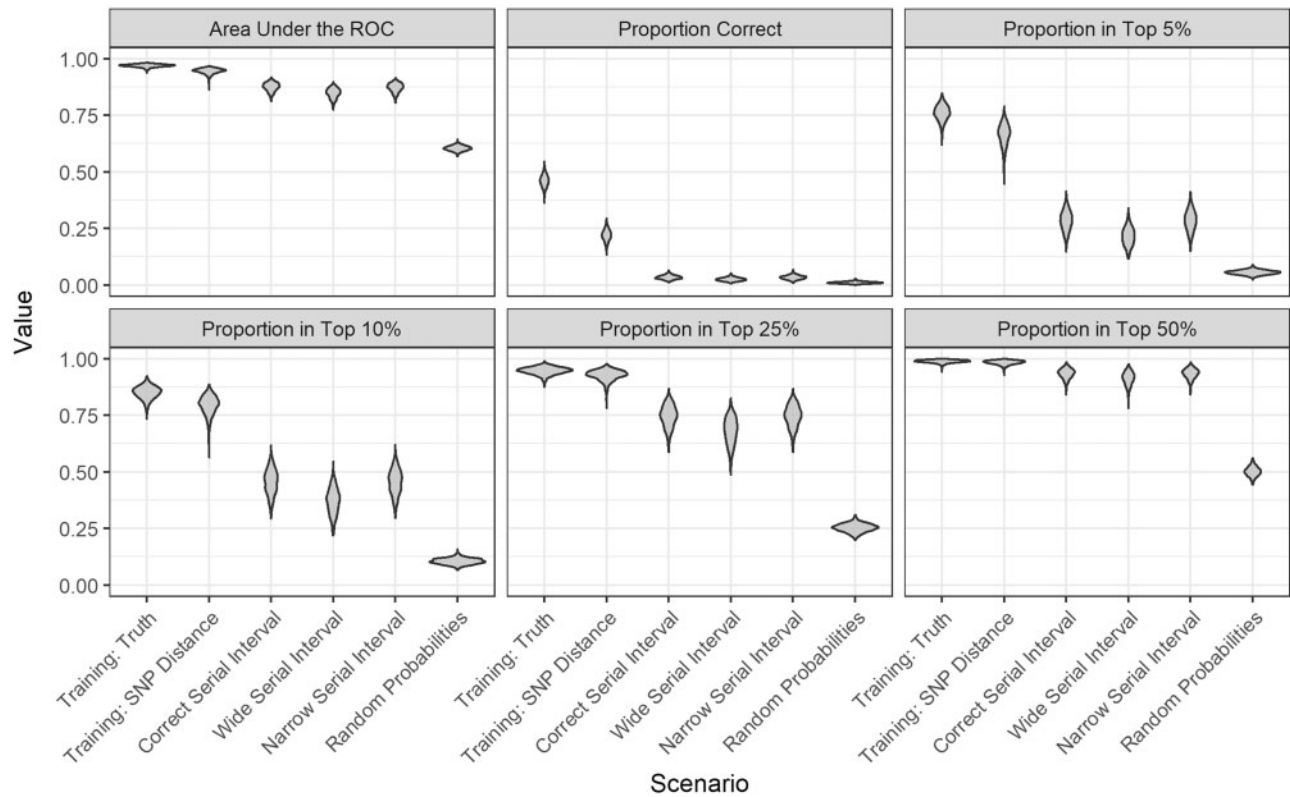 Area Under the ROC
Proportion Correct
Proportion in Top 5%
1.00
0.75
0.50
0.25
0.00
Proportion in Top 10%
Proportion in Top 25%
Proportion in Top 50%
1.00
0.75
0.50
0.25
0.00
Value
Training: Truth
Training: SNP Distance
Correct Serial Interval
Wide Serial Interval
Narrow Serial Interval
Random Probabilities
Training: Truth
Training: SNP Distance
Correct Serial Interval
Wide Serial Interval
Narrow Serial Interval
Random Probabilities
Training: Truth
Training: SNP Distance
Correct Serial Interval
Wide Serial Interval
Narrow Serial Interval
Random Probabilities
Scenario